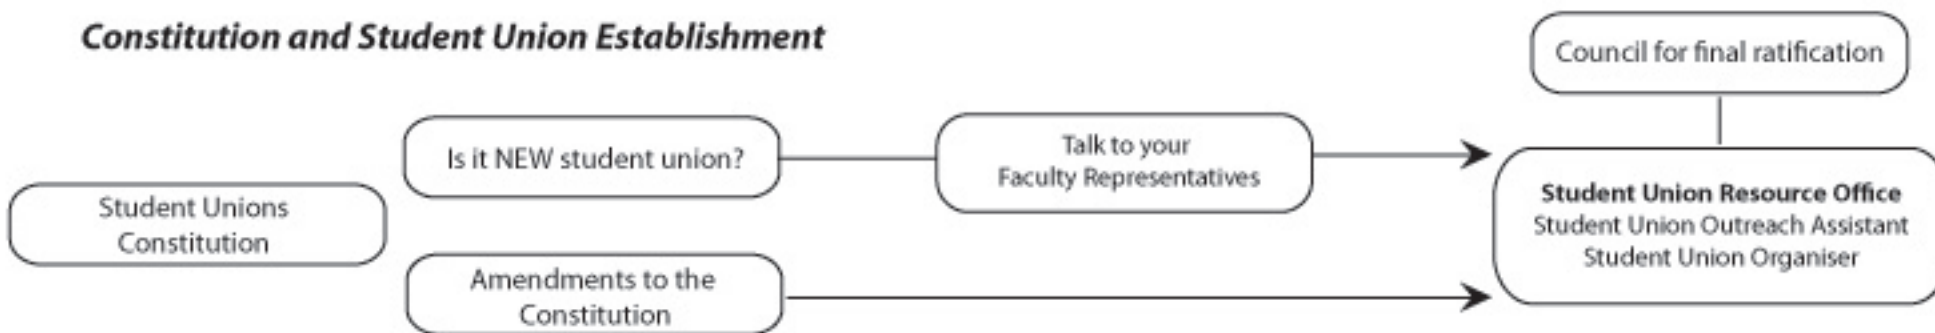 Constitution and Student Union Establishment
Council for final ratification
Is it NEW student union?
Talk to your
Faculty Representatives
Student Unions
Constitution
Student Union Resource Office
Student Union Outreach Assistant
Student Union Organiser
Amendments to the
Constitution